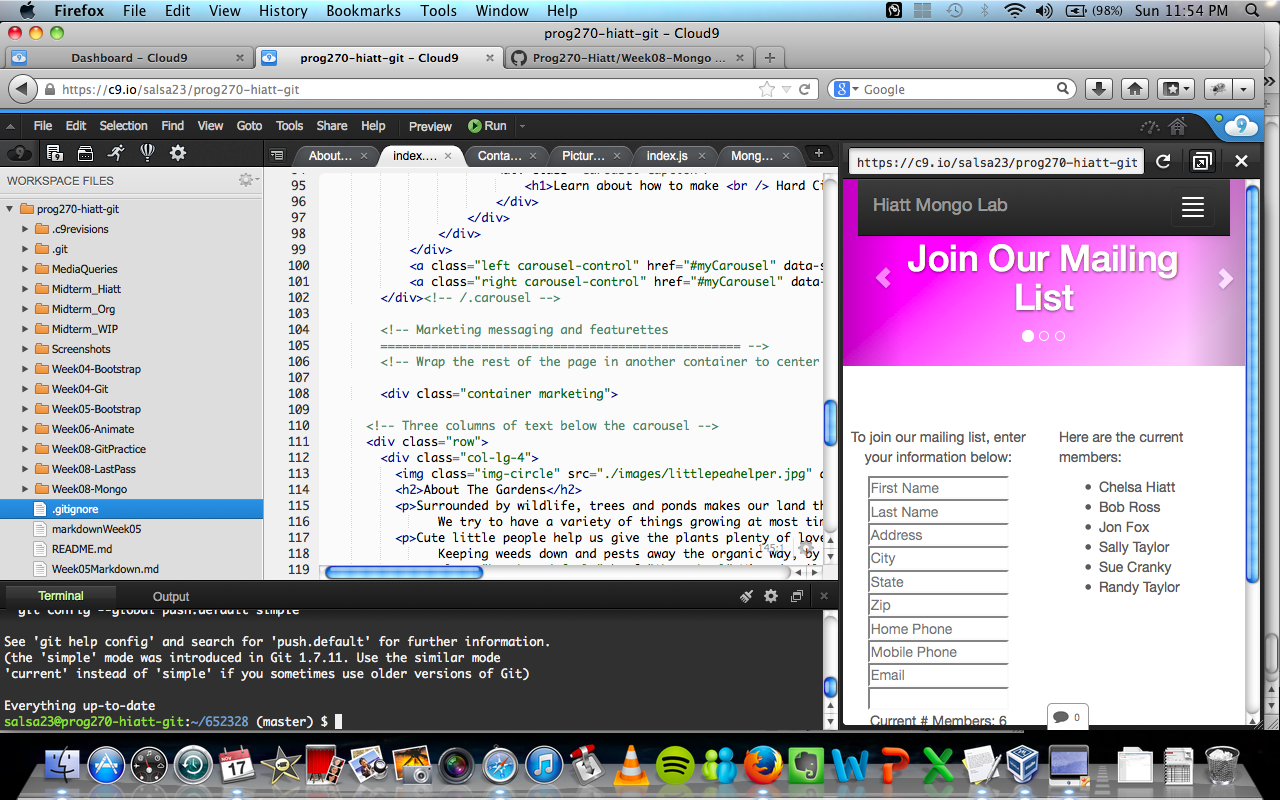 Firefox File Edit View History Bookmarks Tools Window Help (98%) Sun 11:54 PM
prog270-hiatt-git - Cloud9
Dashboard - Cloud9 prog270-hiatt-git - Cloud9 Prog270-Hiatt/Week08-Mongo ...
https://c9.io/salsa23/prog270-hiatt-git Google
File Edit Selection Find View Goto Tools Share Help Preview Run
WORKSPACE FILES
prog270-hiatt-git
.c9revisions
.git
MediaQueries
Midterm_Hiatt
Midterm_Org
Midterm_WIP
Screenshots
Week04-Bootstrap
Week04-Git
Week05-Bootstrap
Week06-Animate
Week08-GitPractice
Week08-LastPass
Week08-Mongo
.gitignore
markdownWeek05
README.md
Week05Markdown.md
About... index.... Conta... Pictur... index.js Mong...
95 <h1>Learn about how to make <br /> Hard Ci
96 </div>
97 </div>
98 </div>
99 </div>
100 <a class="left carousel-control" href="#myCarousel" data-s
101 <a class="right carousel-control" href="#myCarousel" data-
102 </div><!-- /.carousel -->
103
104 <!-- Marketing messaging and featurettes
105 ================================================== -->
106 <!-- Wrap the rest of the page in another container to center
107
108 <div class="container marketing">
109
110 <!-- Three columns of text below the carousel -->
111 <div class="row">
112 <div class="col-lg-4">
113 <img class="img-circle" src="./images/littlepeahelper.jpg"
114 <h2>About The Gardens</h2>
115 <p>Surrounded by wildlife, trees and ponds makes our land th
116 We try to have a variety of things growing at most tim
117 <p>Cute little people help us give the plants plenty of love
118 Keeping weeds down and pests away the organic way, by
119
145:1
Terminal Output
git config --global push.default simple
See 'git help config' and search for 'push.default' for further information.
(the 'simple' mode was introduced in Git 1.7.11. Use the similar mode
'current' instead of 'simple' if you sometimes use older versions of Git)
Everything up-to-date
salsa23@prog270-hiatt-git:~/652328 (master) $
https://c9.io/salsa23/prog270-hiatt-git
Hiatt Mongo Lab
Join Our Mailing
List
To join our mailing list, enter
your information below:
First Name
Last Name
Address
City
State
Zip
Home Phone
Mobile Phone
Email
Current # Members: 6
Here are the current
members:
Chelsa Hiatt
Bob Ross
Jon Fox
Sally Taylor
Sue Cranky
Randy Taylor
0
NOV
17